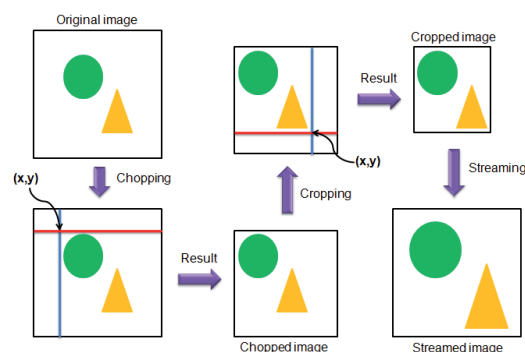 Original image
Cropped image
Result
(x,y)
Chopping
(x,y)
Cropping
Streaming
Result
Chopped image
Streamed image